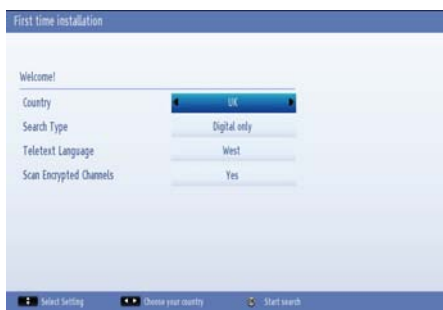 First time installation
Welcome!
Country UK
Search Type Digital only
Teletext Language West
Scan Encrypted Channels Yes
Select Setting Choose your country Start search